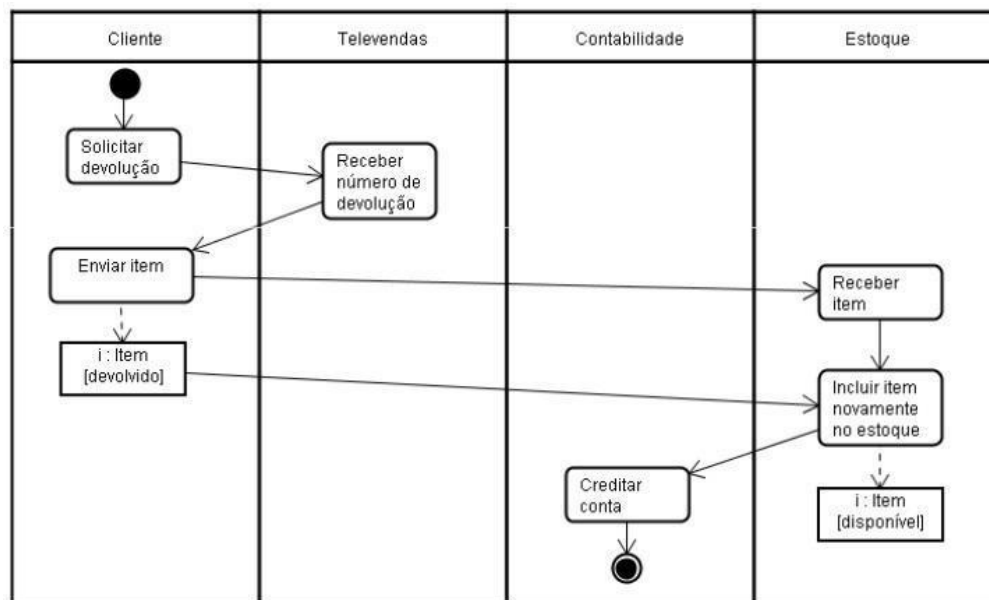 Cliente
Televendas
Contabilidade
Estoque
Solicitar
devolução
Receber
número de
devolução
Enviar item
Receber
item
i : Item
[devolvido]
Incluir item
novamente
no estoque
Creditar
conta
i : Item
[disponível]